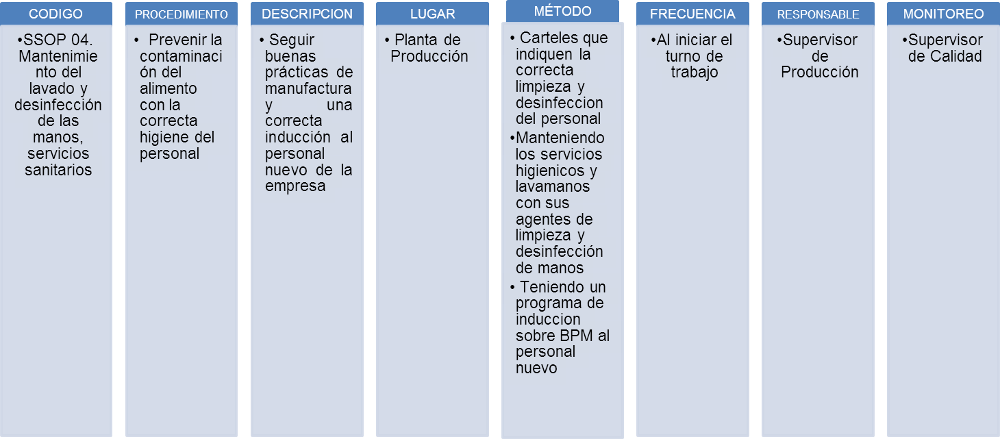 CODIGO
•SSOP 04.
Mantenimie
nto del
lavado y
desinfección
de las
manos,
servicios
sanitarios
PROCEDIMIENTO
• Prevenir la
contaminaci
ón del
alimento
con la
correcta
higiene del
personal
DESCRIPCION
• Seguir
buenas
prácticas de
manufactura
y una
correcta
inducción al
personal
nuevo de la
empresa
LUGAR
• Planta de
Producción
MÉTODO
• Carteles que
indiquen la
correcta
limpieza y
desinfeccion
del personal
•Manteniendo
los servicios
higienicos y
lavamanos
con sus
agentes de
limpieza y
desinfección
de manos
• Teniendo un
programa de
induccion
sobre BPM al
personal
nuevo
FRECUENCIA
•Al iniciar el
turno de
trabajo
RESPONSABLE
•Supervisor
de
Producción
MONITOREO
•Supervisor
de Calidad